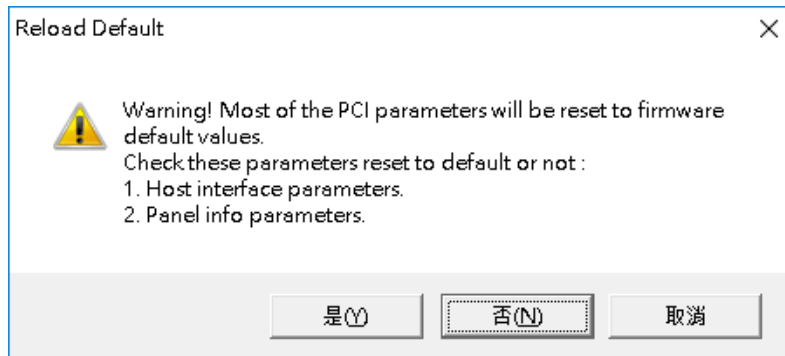 Reload Default
Warning! Most of the PCI parameters will be reset to firmware
default values.
Check these parameters reset to default or not :
1. Host interface parameters.
2. Panel info parameters.
是(Y)
否(N)
取消